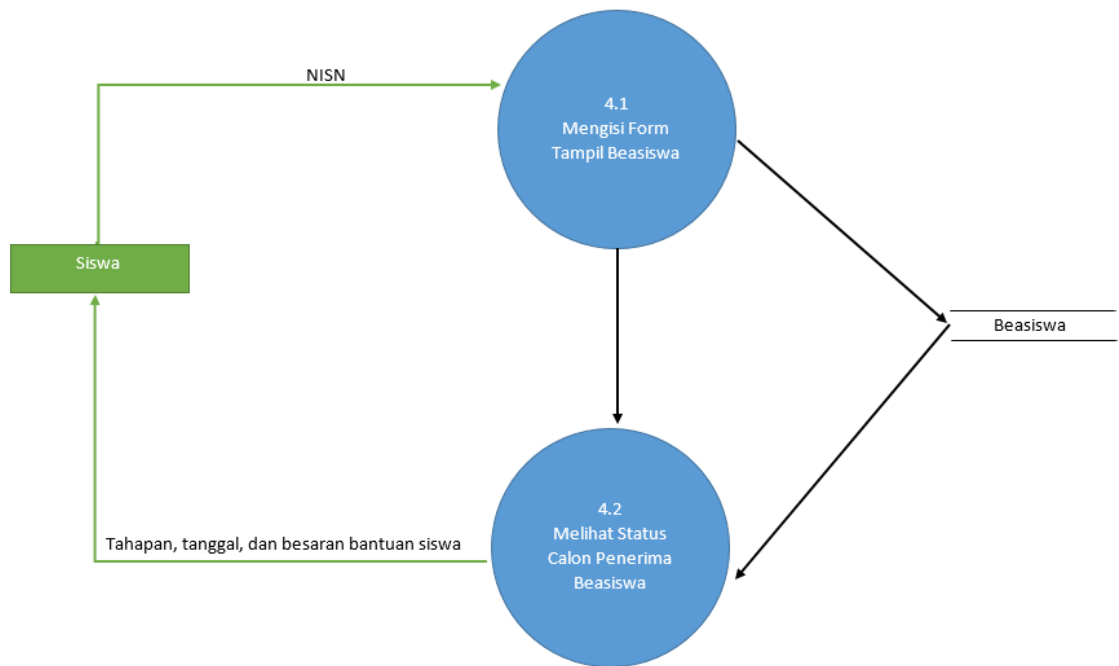 NISN
4.1
Mengisi Form
Tampil Beasiswa
Siswa
Beasiswa
4.2
Melihat Status
Calon Penerima
Beasiswa
Tahapan, tanggal, dan besaran bantuan siswa